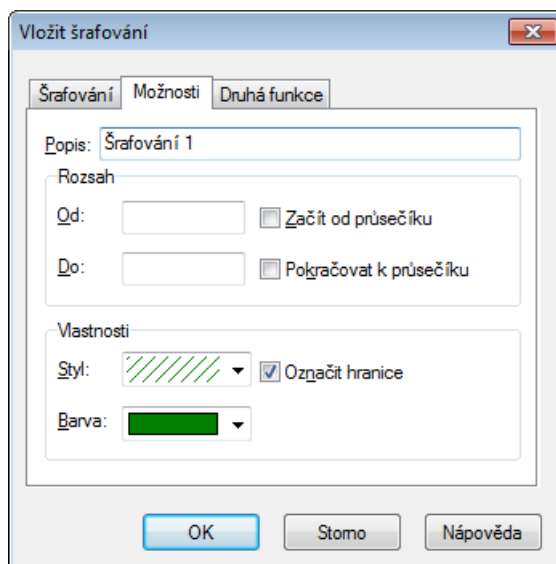 Vložit šrafování
Šrafování Možnosti Druhá funkce
Popis: Šrafování 1
Rozsah
Od: Začít od průsečíku
Do: Pokračovat k průsečíku
Vlastnosti
Styl: Označit hranice
Barva:
OK Storno Nápověda